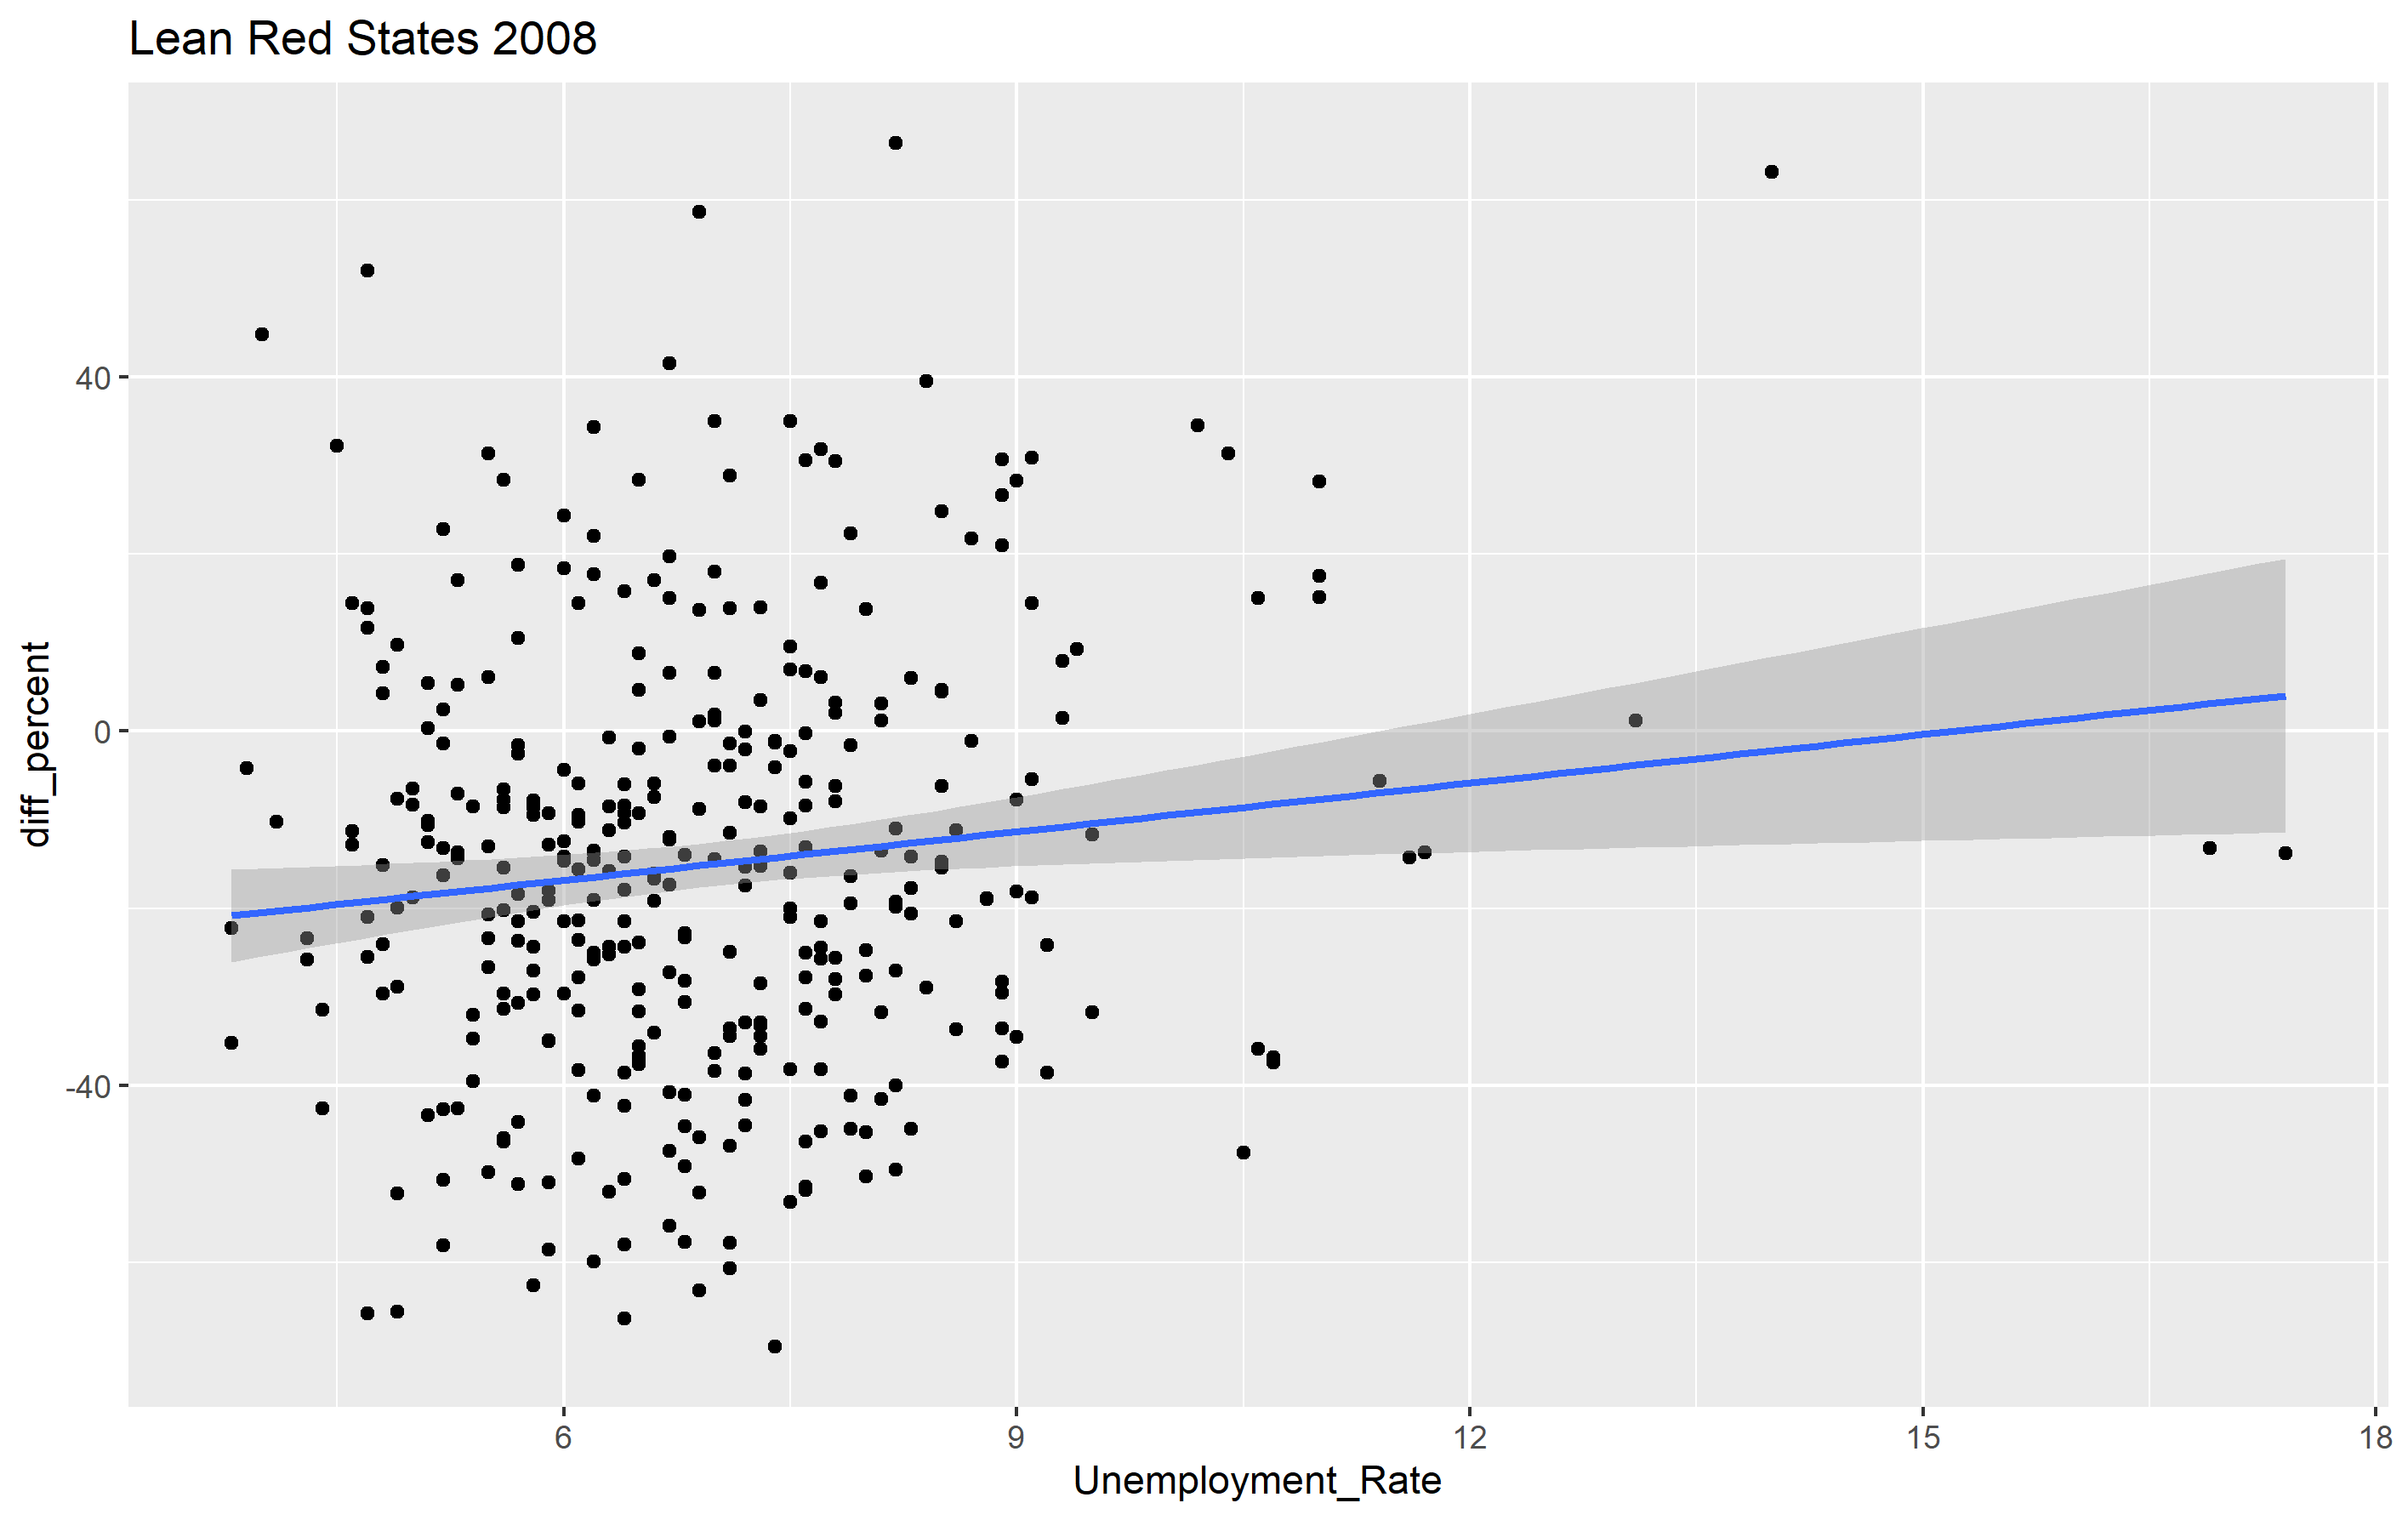 Lean Red States 2008
diff_percent
40
0
-40
6 9 12 15 18
Unemployment_Rate